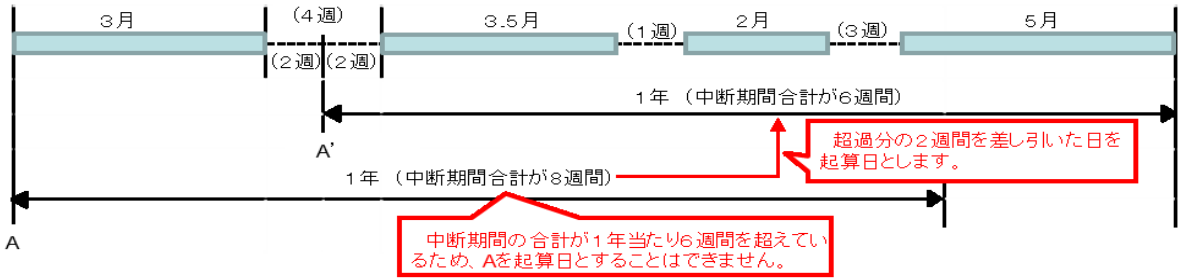 3月
(4週)
3.5月
(1週)
2月
(3週)
5月
(2週)
(2週)
1年 (中断期間合計が6週間)
A'
超過分の2週間を差し引いた日を
起算日とします。
1年 (中断期間合計が8週間)
A
中断期間の合計が1年当たり6週間を超えてい
るため、Aを起算日とすることはできません。